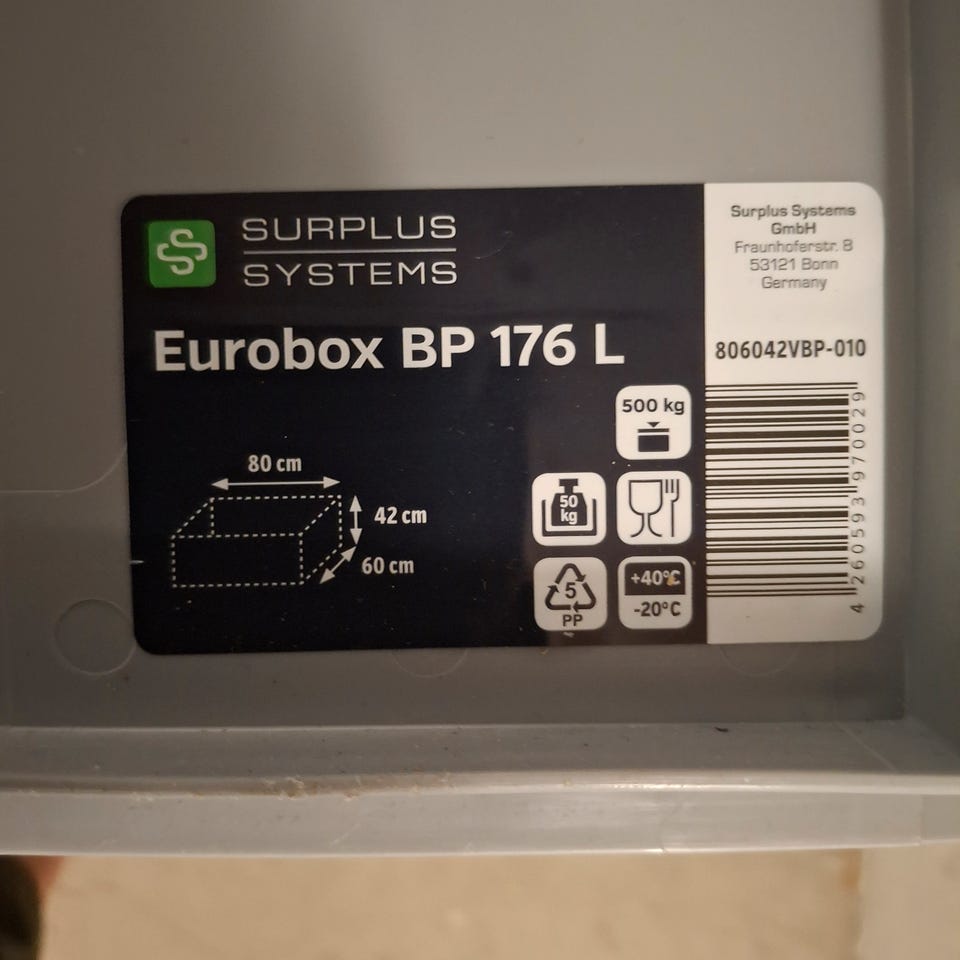 SURPLUS
SYSTEMS
Eurobox BP 176 L
80 cm
42 cm
60 cm
500 kg
50
kg
5
PP
+40°C
-20°C
Surplus Systems
GmbH
Fraunhoferstr. 8
53121 Bonn
Germany
806042VBP-010
4 260593 970029